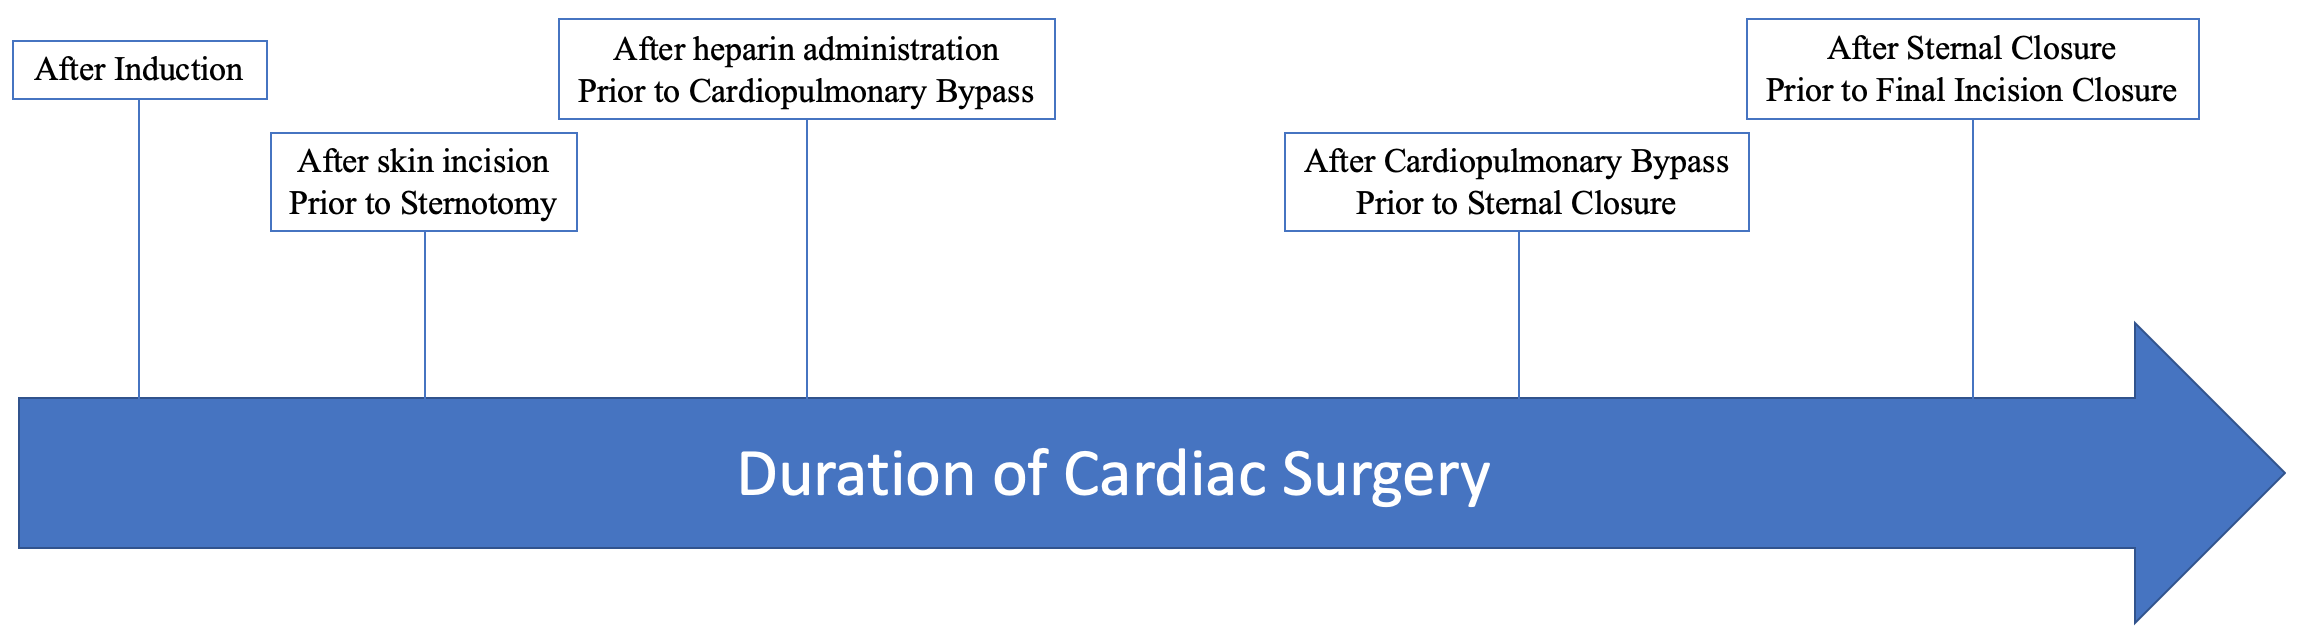 After Induction
After skin incision
Prior to Sternotomy
After heparin administration
Prior to Cardiopulmonary Bypass
After Cardiopulmonary Bypass
Prior to Sternal Closure
After Sternal Closure
Prior to Final Incision Closure
Duration of Cardiac Surgery